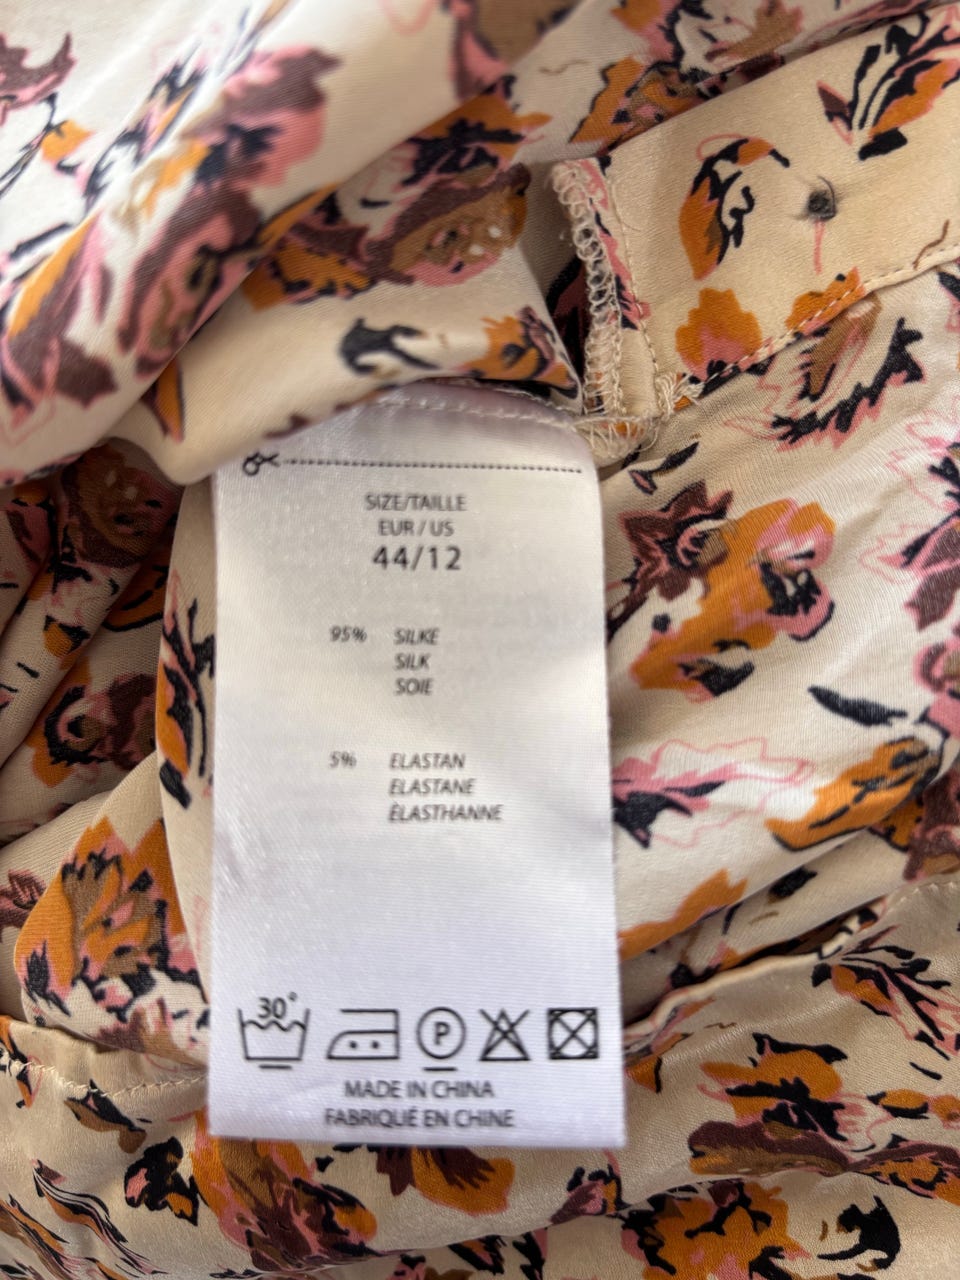 SIZE/TAILLE
EUR / US
44/12
95% SILKE
SILK
SOIE
5% ELASTAN
ELASTANE
ÉLASTHANNE
30°
P
MADE IN CHINA
FABRIQUÉ EN CHINE